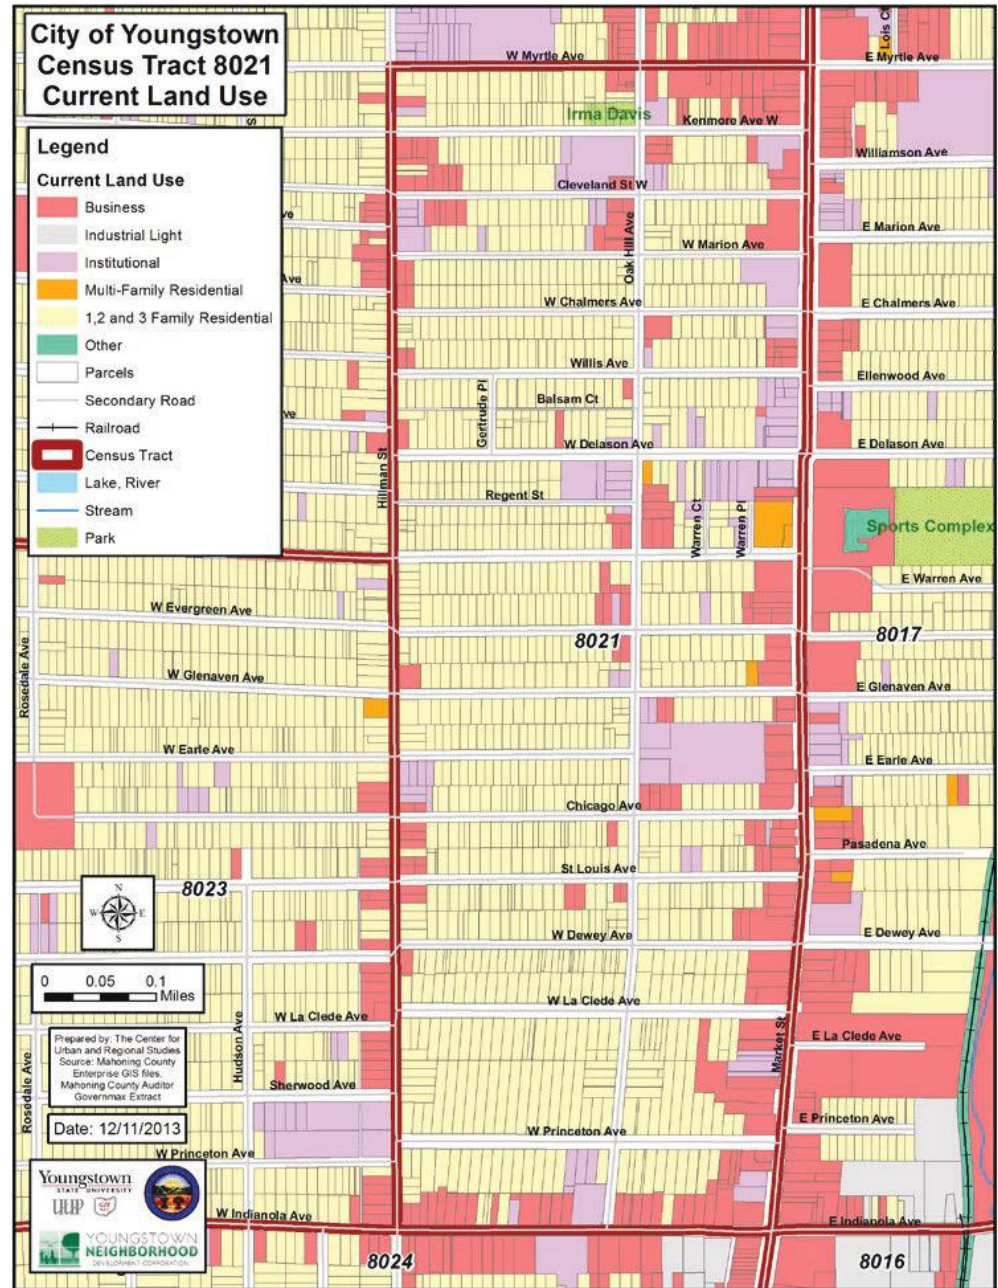 City of Youngstown
Census Tract 8021
Current Land Use
Legend
Current Land Use
Business
Industrial Light
Institutional
Multi-Family Residential
1,2 and 3 Family Residential
Other
Parcels
Secondary Road
Railroad
Census Tract
Lake, River
Stream
Park
W Myrtle Ave
E Myrtle Ave
Lois Ct
Irma Davis
Kenmore Ave W
Williamson Ave
Cleveland St W
ve
E Marion Ave
W Marion Ave
Oak Hill Ave
Ave
W Chalmers Ave
E Chalmers Ave
Willis Ave
Ellenwood Ave
Gertrude Pl
Balsam Ct
ve
W Delason Ave
E Delason Ave
Hillman St
Regent St
Warren Ct
Warren Pl
Sports Complex
E Warren Ave
W Evergreen Ave
8021
8017
Rosedale Ave
W Glenaven Ave
E Glenaven Ave
W Earle Ave
E Earle Ave
Chicago Ave
Pasadena Ave
St Louis Ave
8023
N
W E
S
W Dewey Ave
E Dewey Ave
0 0.05 0.1
Miles
W La Clede Ave
W La Clede Ave
Market St
E La Clede Ave
Prepared by: The Center for
Urban and Regional Studies
Source: Mahoning County
Enterprise GIS files,
Mahoning County Auditor
Governmax Extract
Hudson Ave
Rosedale Ave
Sherwood Ave
E Princeton Ave
Date: 12/11/2013
W Princeton Ave
W Princeton Ave
Youngstown
STATE UNIVERSITY
W Indianola Ave
E Indianola Ave
YOUNGSTOWN
NEIGHBORHOOD
DEVELOPMENT CORPORATION
8024
8016